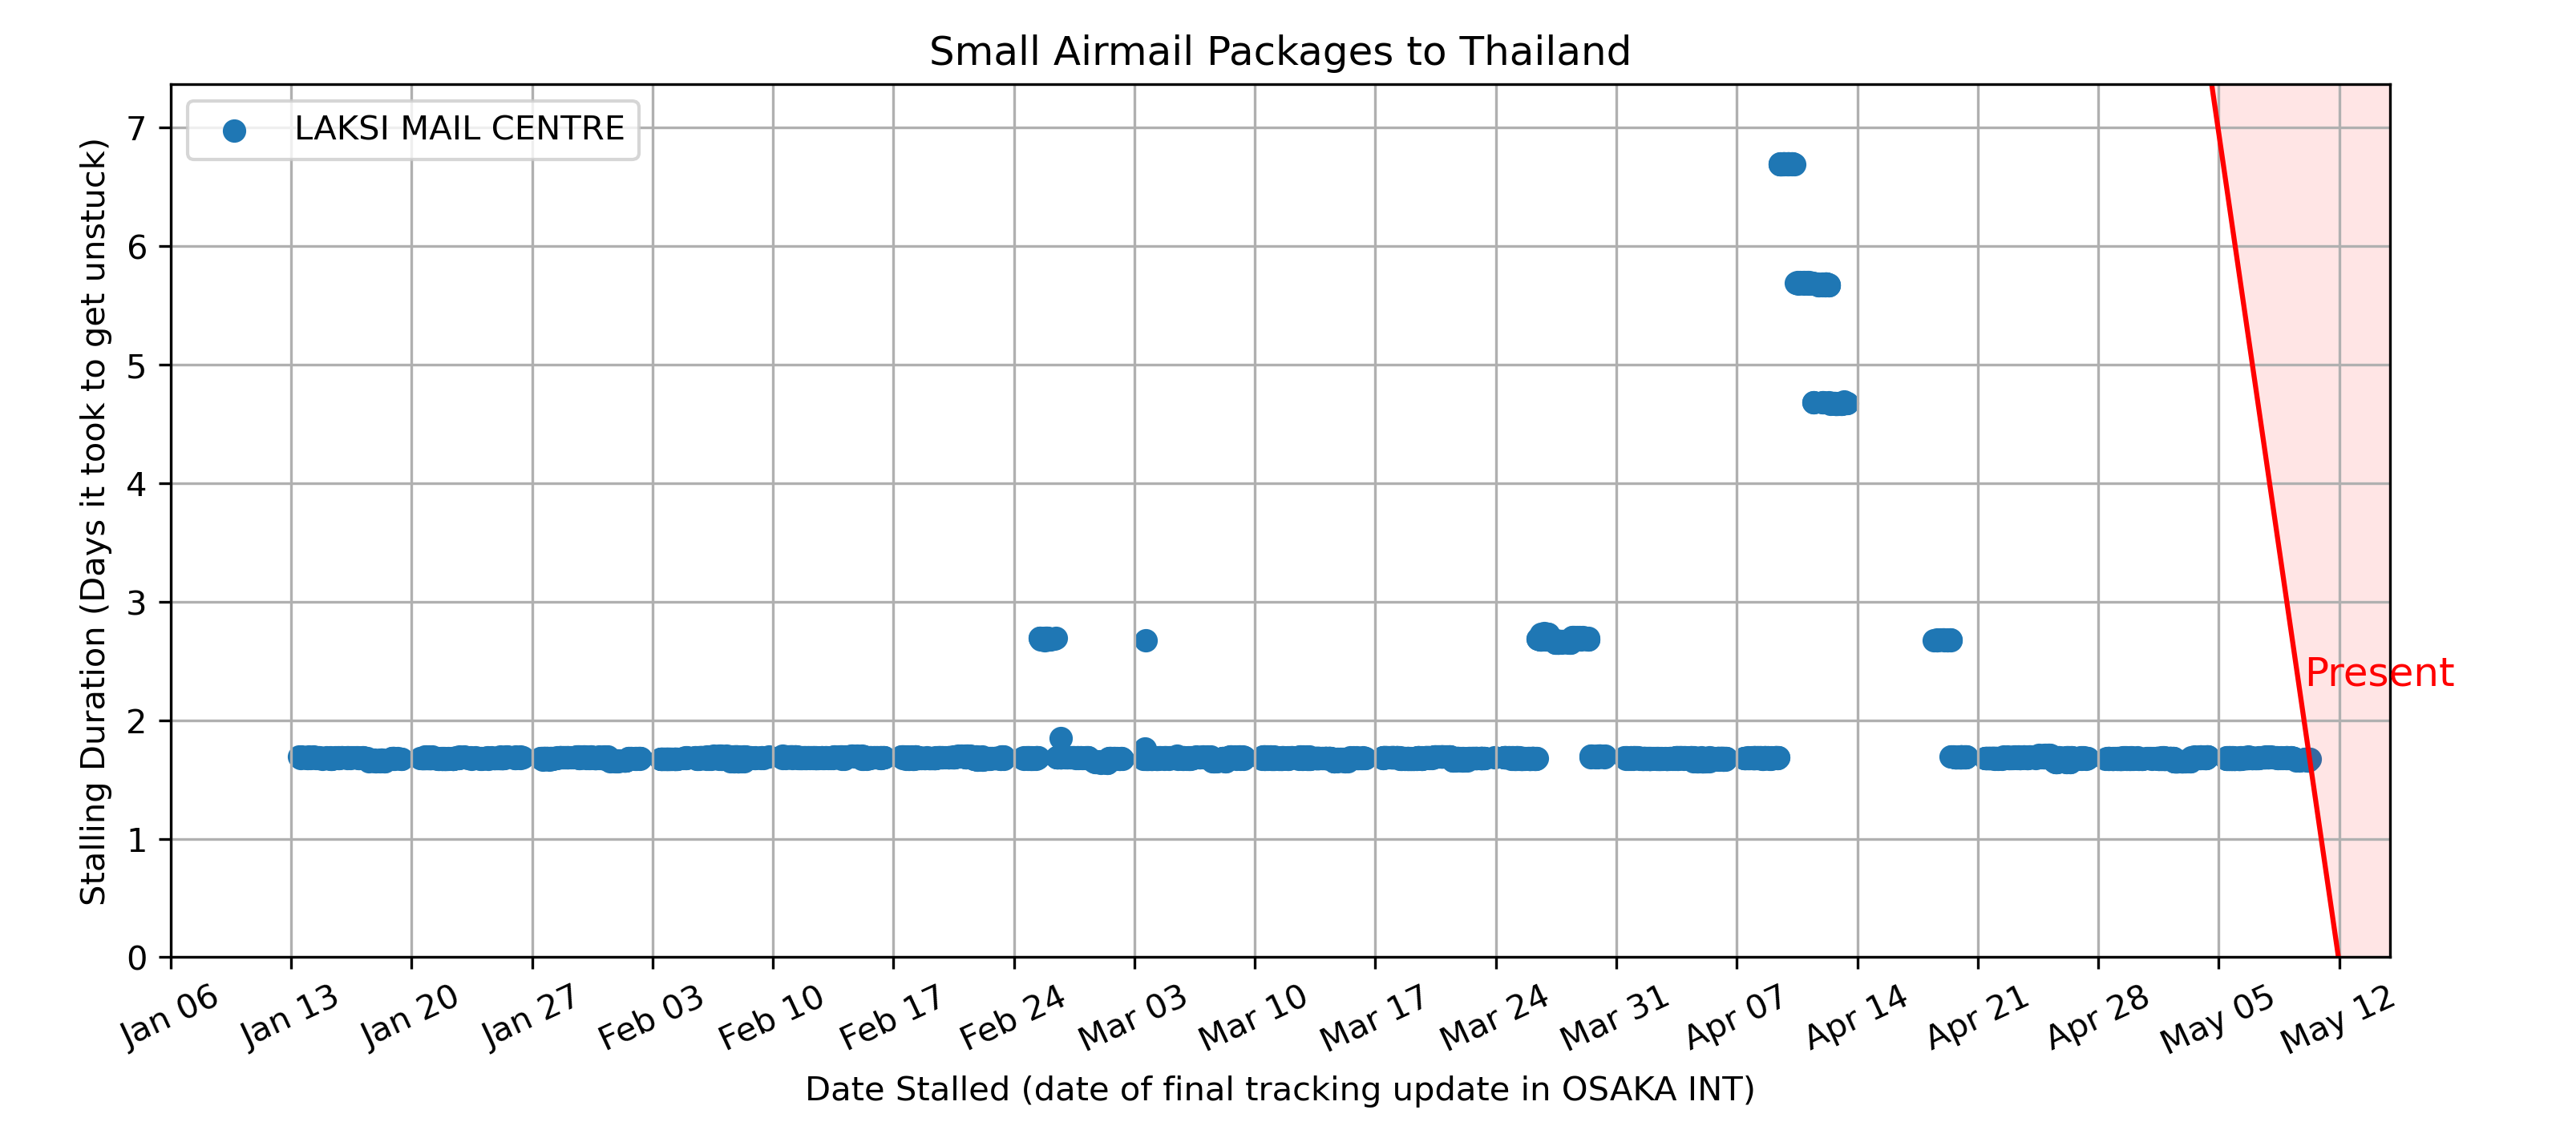 Small Airmail Packages to Thailand
LAKSI MAIL CENTRE
Stalling Duration (Days it took to get unstuck)
7
6
5
4
3
2
1
0
Present
Jan 06
Jan 13
Jan 20
Jan 27
Feb 03
Feb 10
Feb 17
Feb 24
Mar 03
Mar 10
Mar 17
Mar 24
Mar 31
Apr 07
Apr 14
Apr 21
Apr 28
May 05
May 12
Date Stalled (date of final tracking update in OSAKA INT)